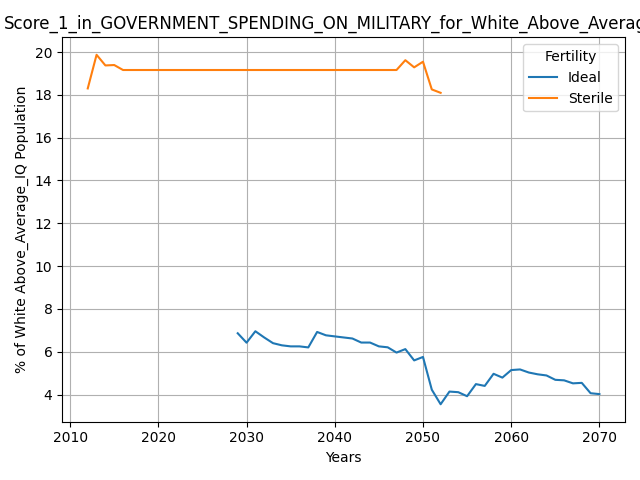 Score_1_in_GOVERNMENT_SPENDING_ON_MILITARY_for_White_Above_Averag
Fertility
Ideal
Sterile
% of White Above_Average_IQ Population
20
18
16
14
12
10
8
6
4
2010 2020 2030 2040 2050 2060 2070
Years